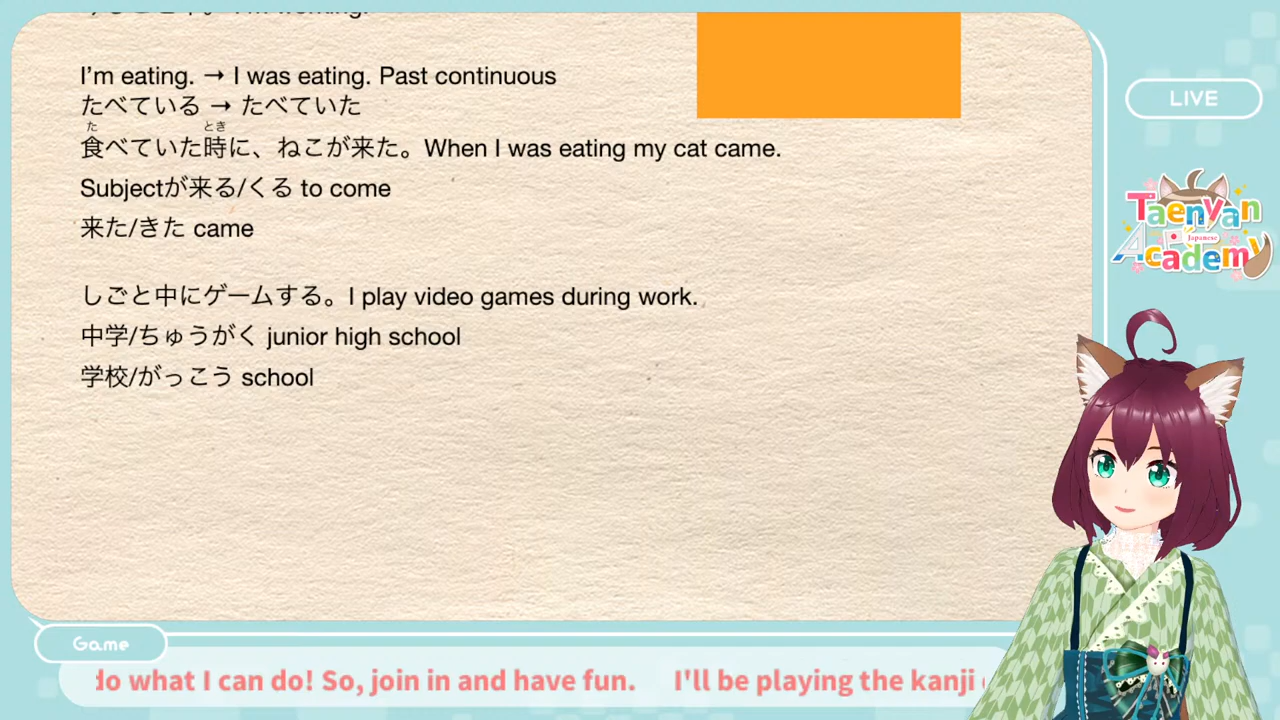 I'm working.
I'm eating. → I was eating. Past continuous
たべている → たべていた
た とき
食べていた時に、ねこが来た。When I was eating my cat came.
Subjectが来る/くる to come
来た/きた came
しごと中にゲームする。I play video games during work.
中学/ちゅうがく junior high school
学校/がっこう school
LIVE
Taenyan
Japanese
Academy
Game
do what I can do! So, join in and have fun. I'll be playing the kanji